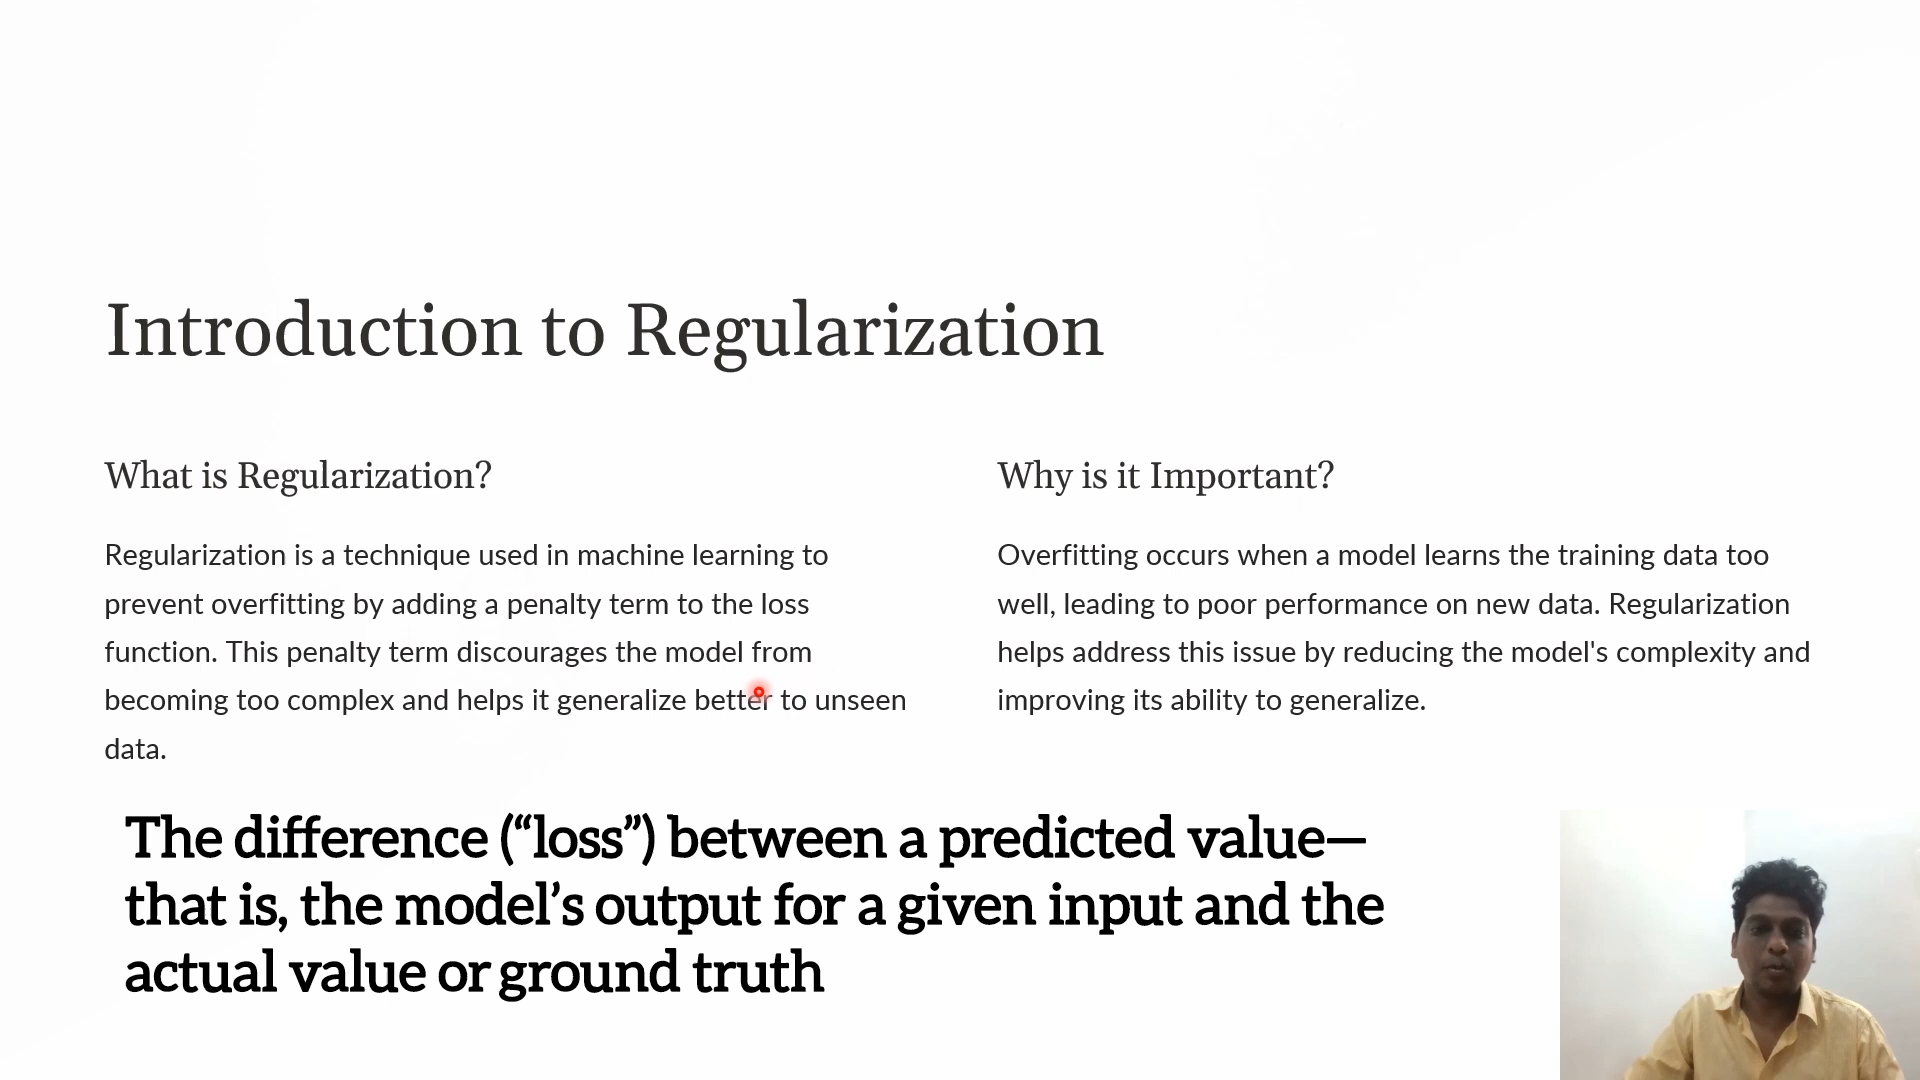 Introduction to Regularization
What is Regularization?
Regularization is a technique used in machine learning to
prevent overfitting by adding a penalty term to the loss
function. This penalty term discourages the model from
becoming too complex and helps it generalize better to unseen
data.
Why is it Important?
Overfitting occurs when a model learns the training data too
well, leading to poor performance on new data. Regularization
helps address this issue by reducing the model's complexity and
improving its ability to generalize.
The difference (“loss”) between a predicted value—
that is, the model’s output for a given input and the
actual value or ground truth